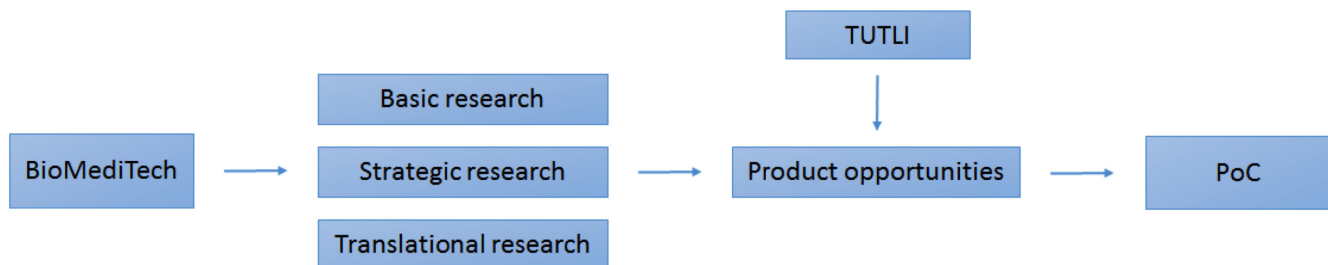 TUTLI
Basic research
BioMediTech
Strategic research
Product opportunities
PoC
Translational research